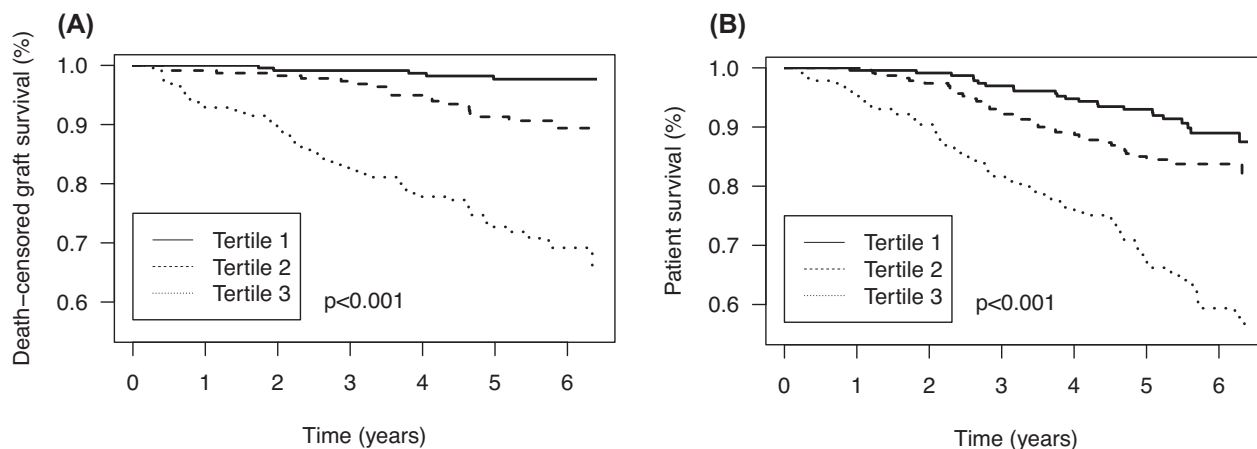 (A)
Death−censored graft survival (%)
1.0
0.9
0.8
0.7
0.6
Tertile 1
Tertile 2
Tertile 3
p<0.001
0 1 2 3 4 5 6
Time (years)
(B)
Patient survival (%)
1.0
0.9
0.8
0.7
0.6
Tertile 1
Tertile 2
Tertile 3
p<0.001
0 1 2 3 4 5 6
Time (years)